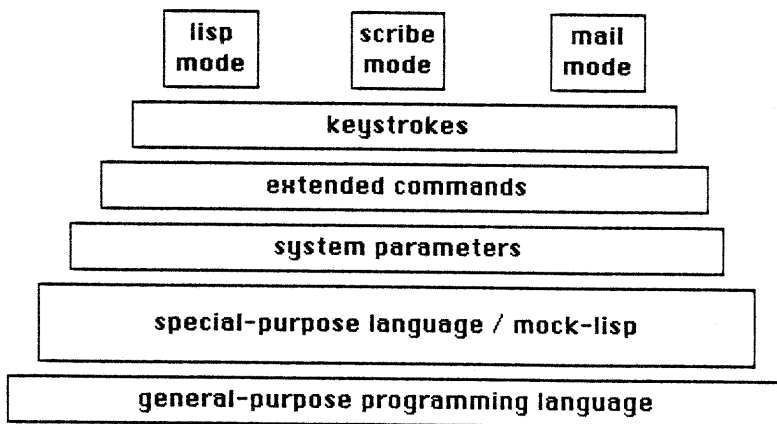 lisp
mode
scribe
mode
mail
mode
keystrokes
extended commands
system parameters
special-purpose language / mock-lisp
general-purpose programming language